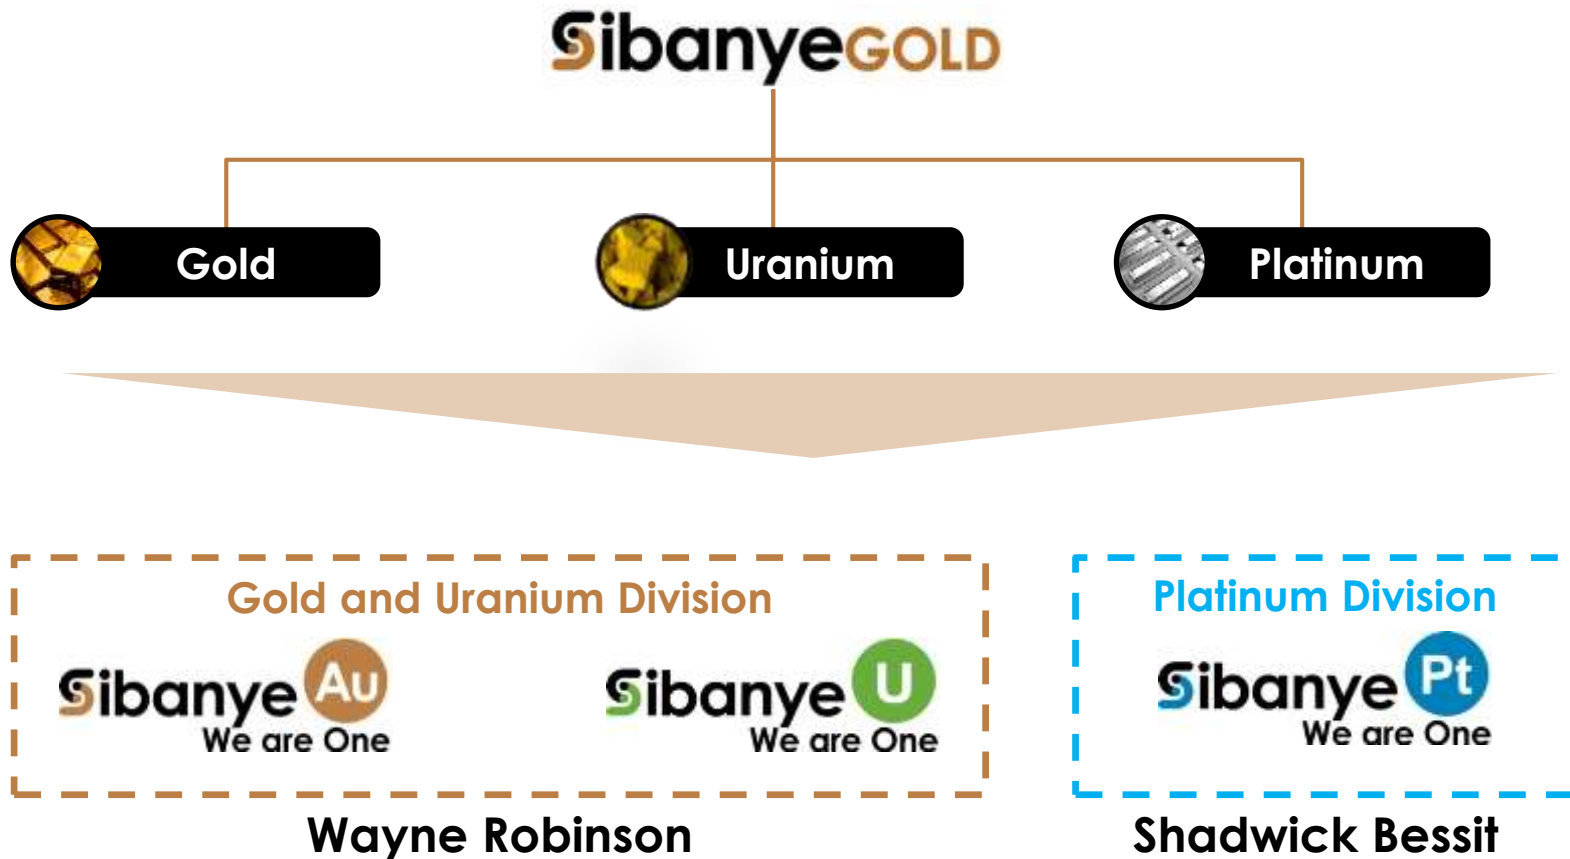 SibanyeGOLD
Gold
Uranium
Platinum
Gold and Uranium Division
Sibanye Au
We are One
Sibanye U
We are One
Platinum Division
Sibanye Pt
We are One
Wayne Robinson
Shadwick Bessit